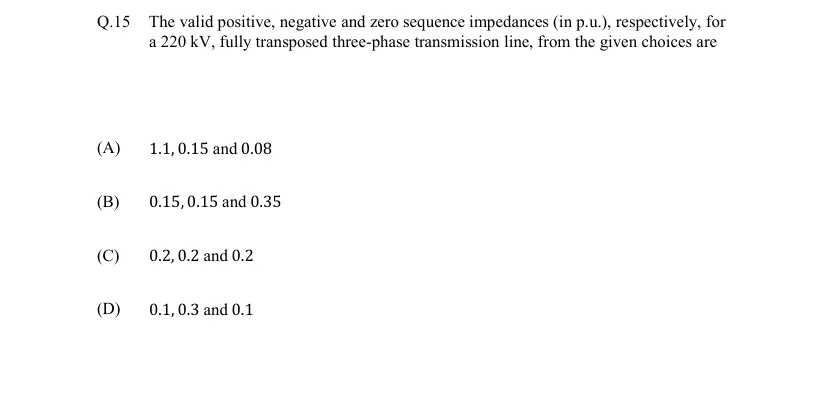 Q.15 The valid positive, negative and zero sequence impedances (in p.u.), respectively, for
a 220 kV, fully transposed three-phase transmission line, from the given choices are
(A) 1.1, 0.15 and 0.08
(B) 0.15, 0.15 and 0.35
(C) 0.2, 0.2 and 0.2
(D) 0.1, 0.3 and 0.1